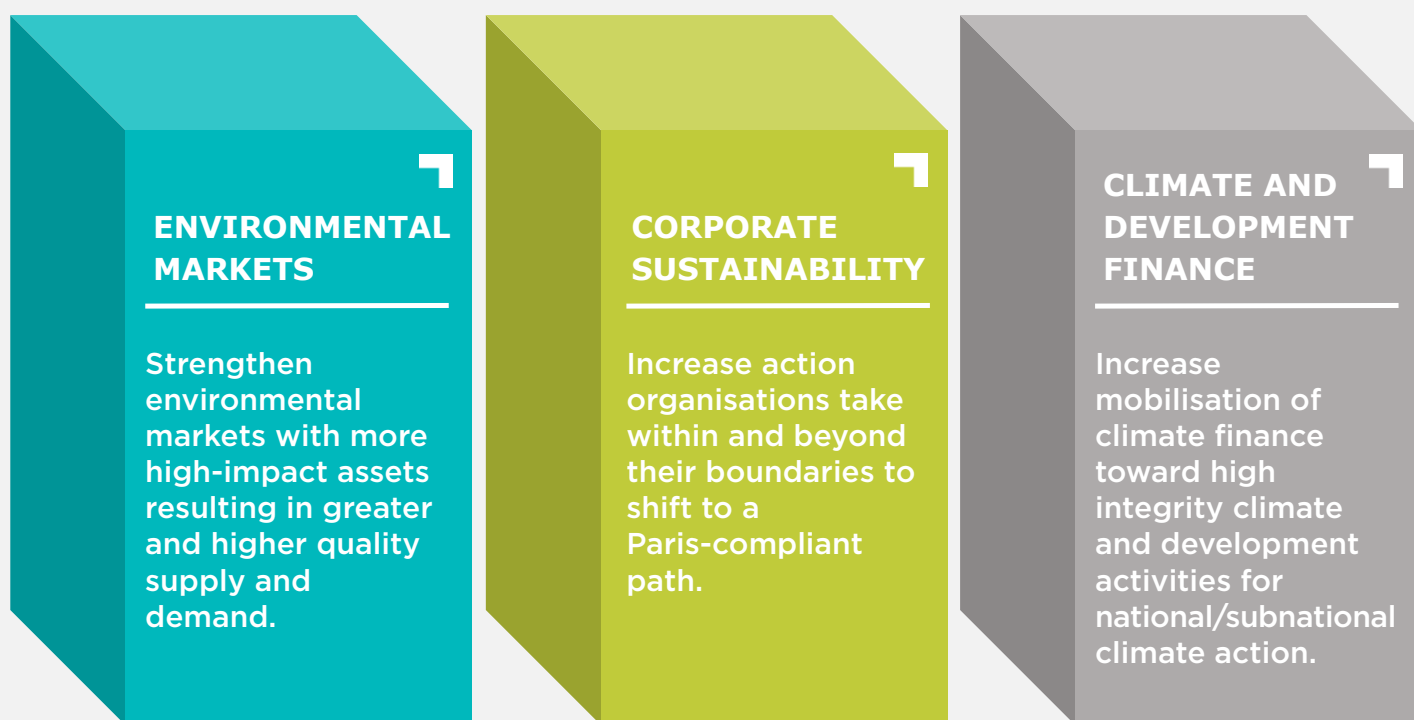 ENVIRONMENTAL
MARKETS
Strengthen
environmental
markets with more
high-impact assets
resulting in greater
and higher quality
supply and
demand.
CORPORATE
SUSTAINABILITY
Increase action
organisations take
within and beyond
their boundaries to
shift to a
Paris-compliant
path.
CLIMATE AND
DEVELOPMENT
FINANCE
Increase
mobilisation of
climate finance
toward high
integrity climate
and development
activities for
national/subnational
climate action.